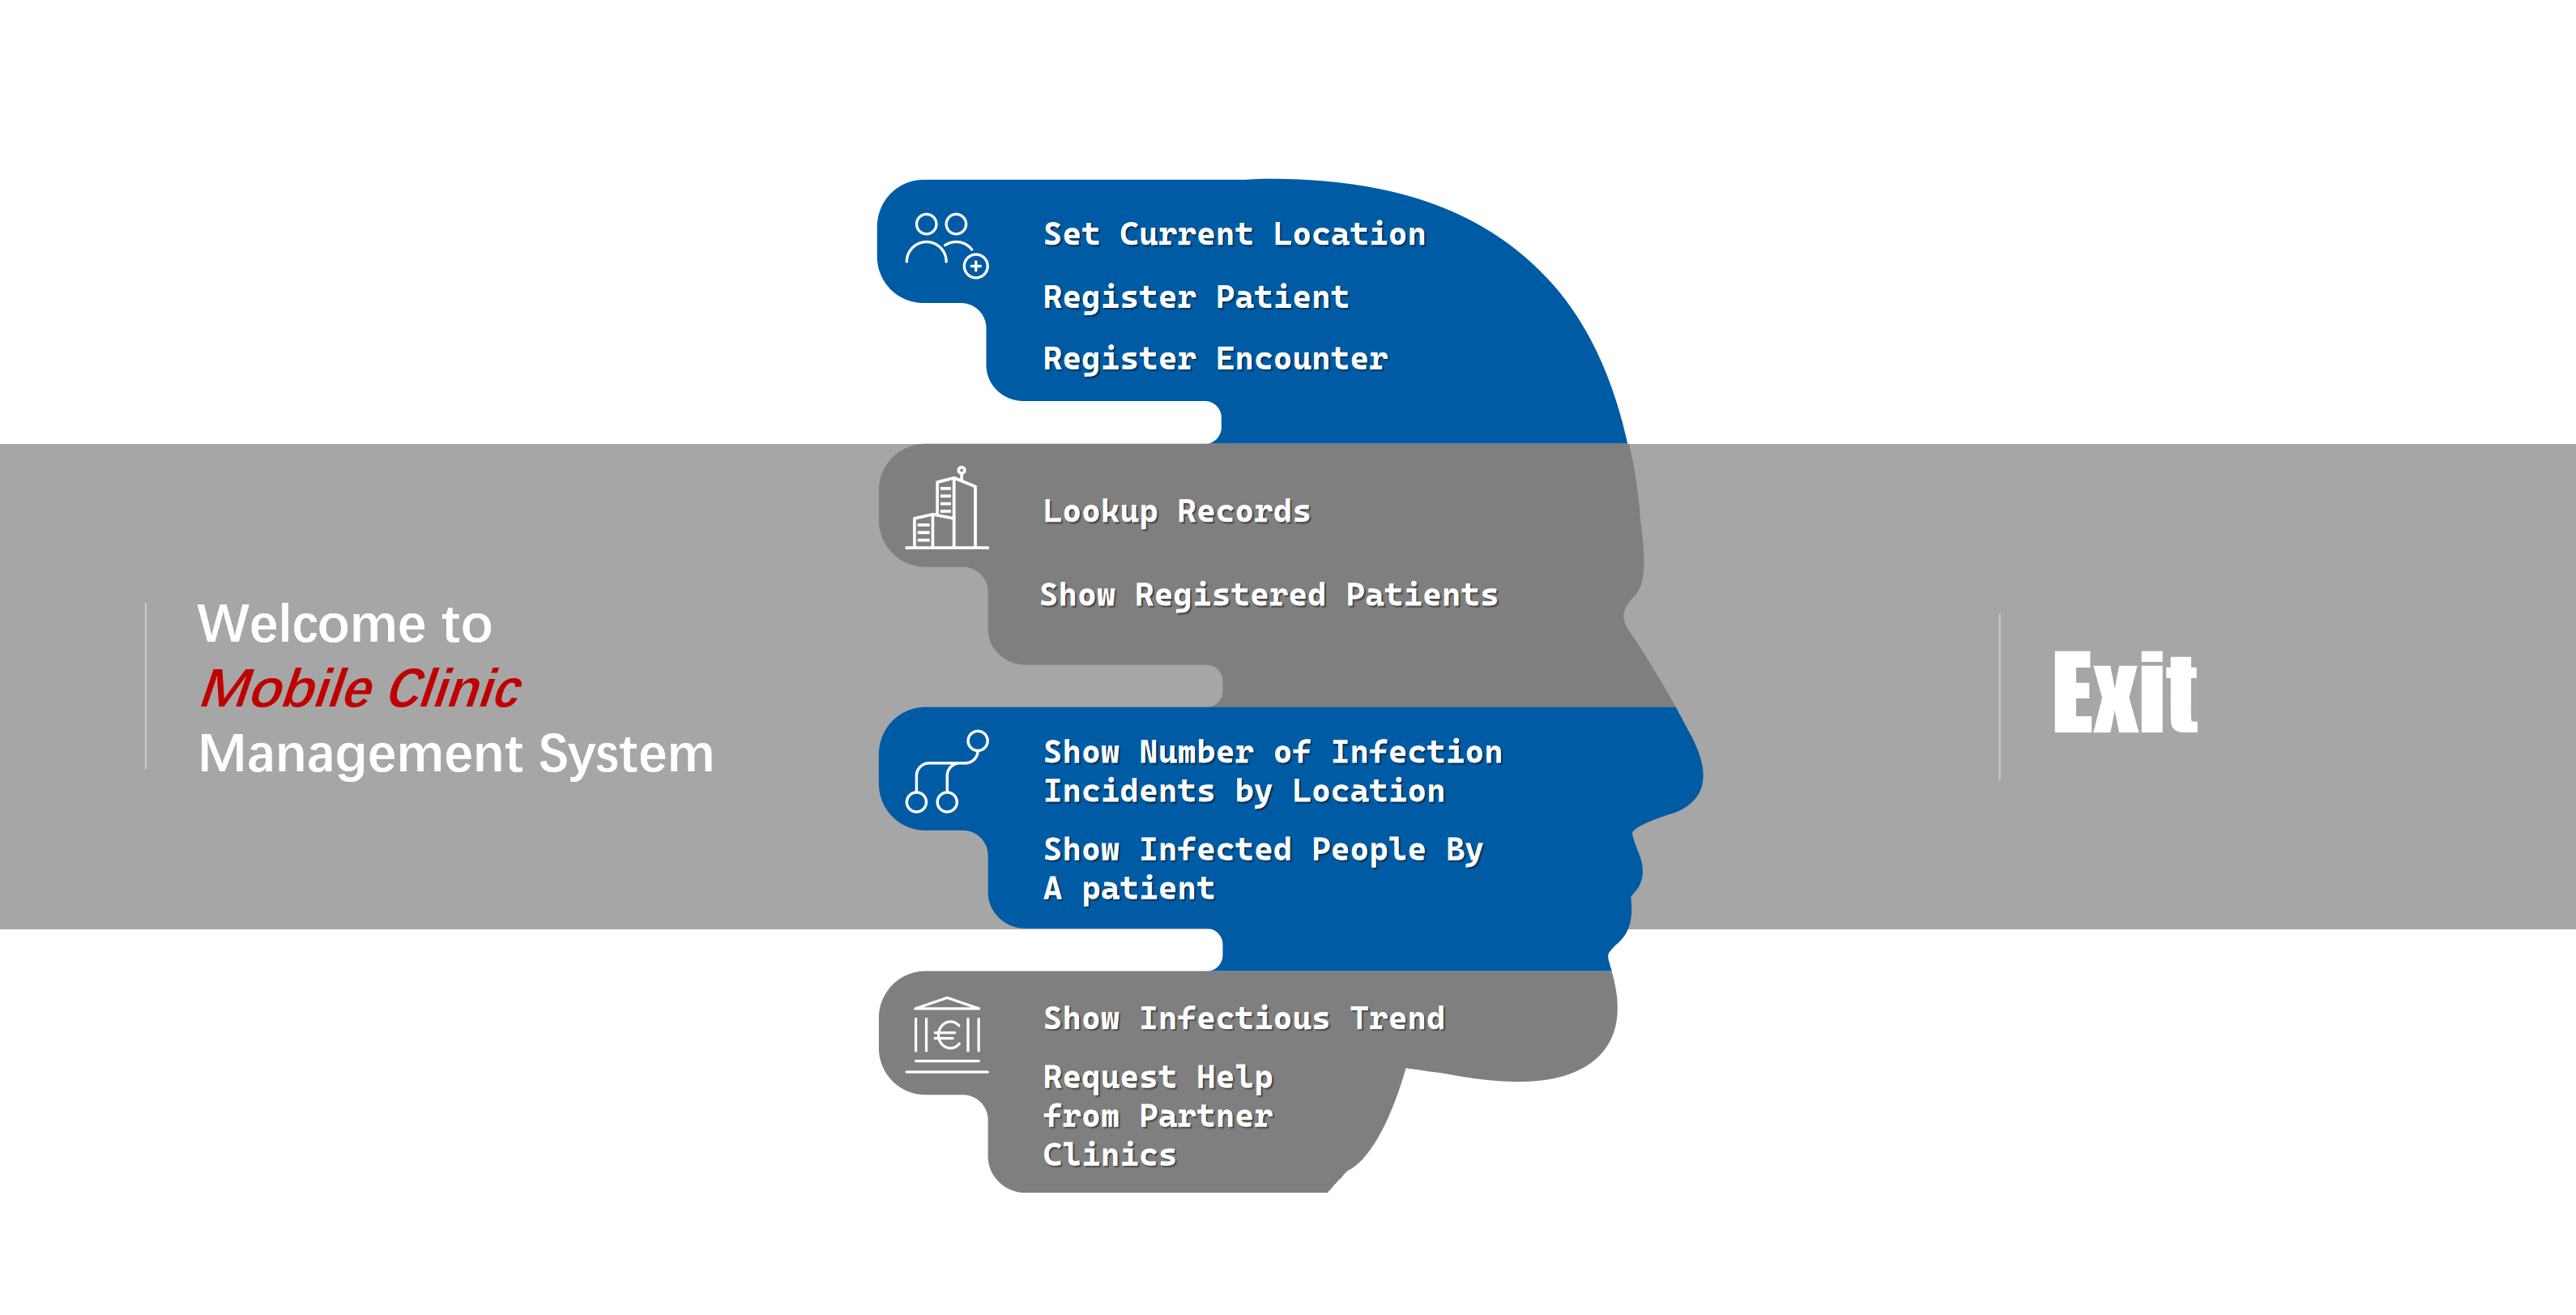 Welcome to
Mobile Clinic
Management System
Set Current Location
Register Patient
Register Encounter
Lookup Records
Show Registered Patients
Show Number of Infection
Incidents by Location
Show Infected People By
A patient
Show Infectious Trend
Request Help
from Partner
Clinics
€
Exit